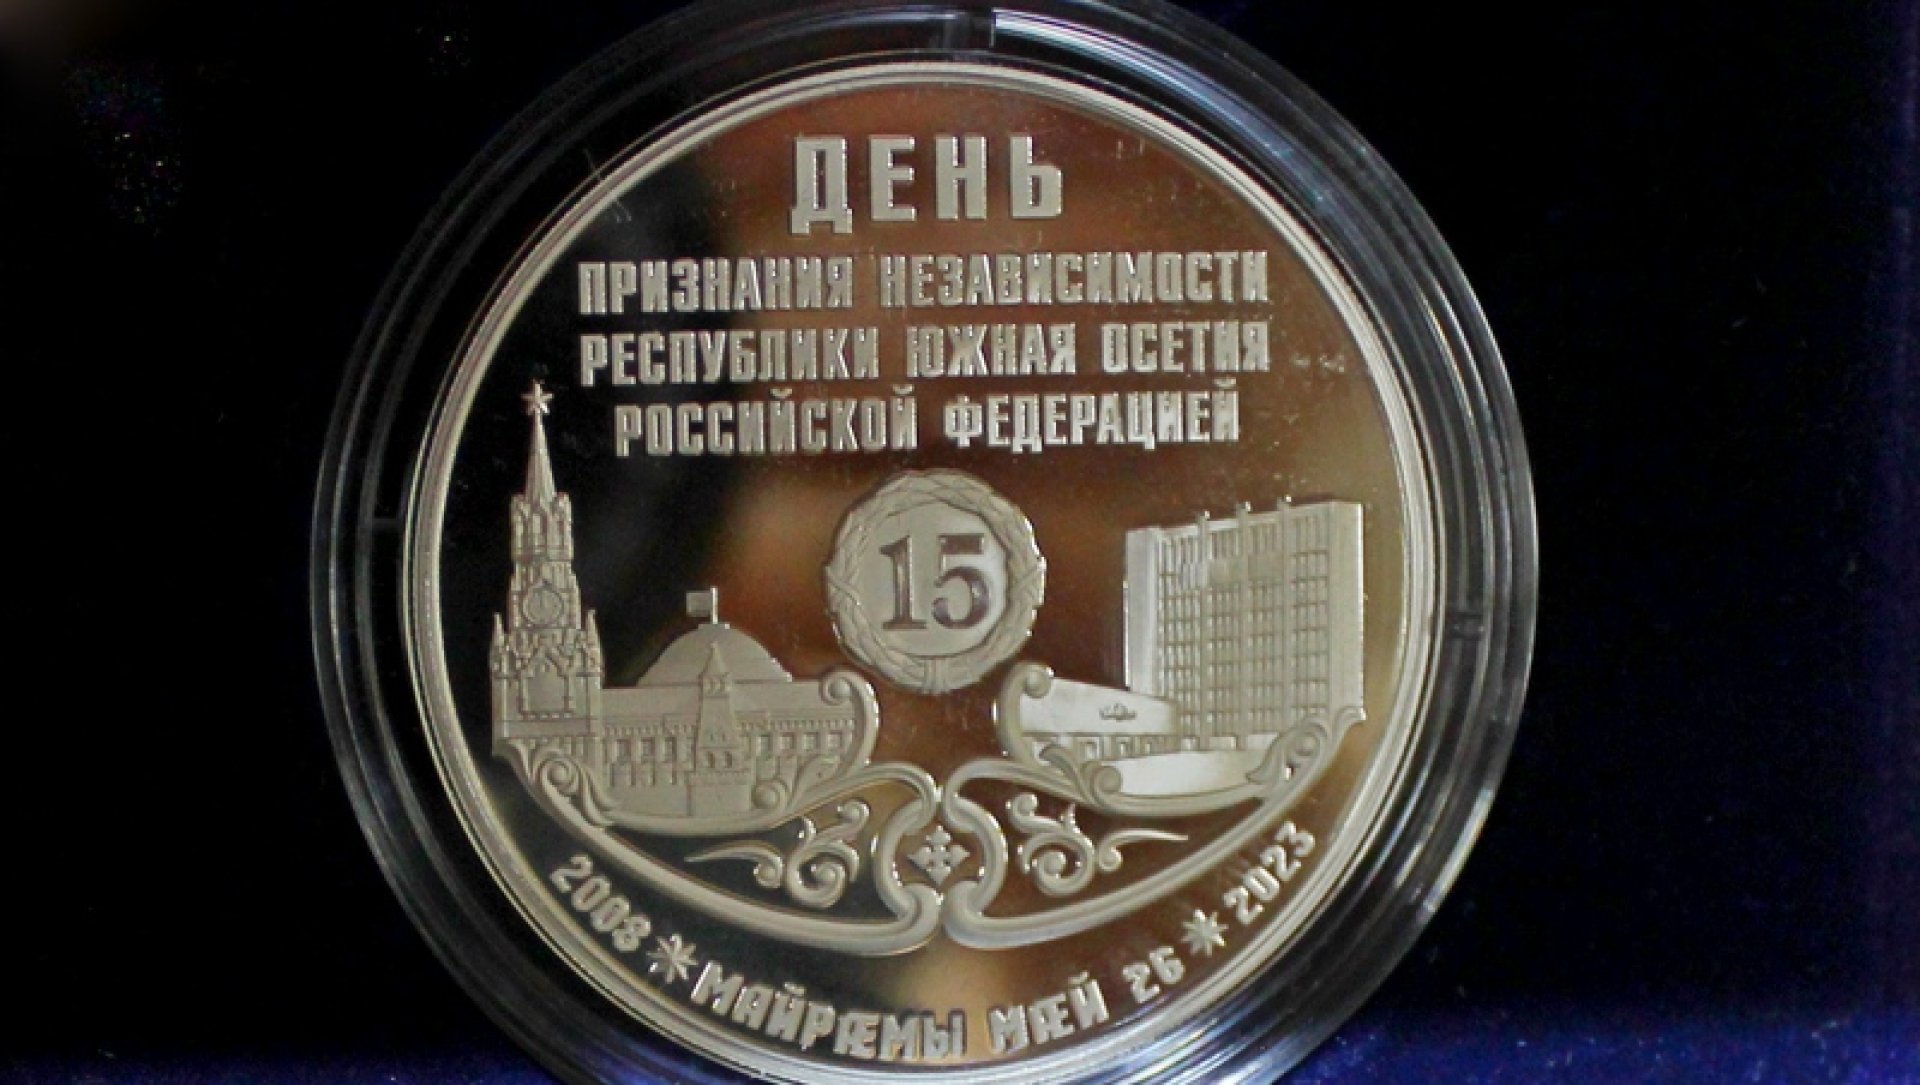 ДЕНЬ
ПРИЗНАНИЯ НЕЗАВИСИМОСТИ
РЕСПУБЛИКИ ЮЖНАЯ ОСЕТИЯ
РОССИЙСКОЙ ФЕДЕРАЦИЕЙ
15
2008 * МАЙРÆМЫ МÆЙ 26 * 2023